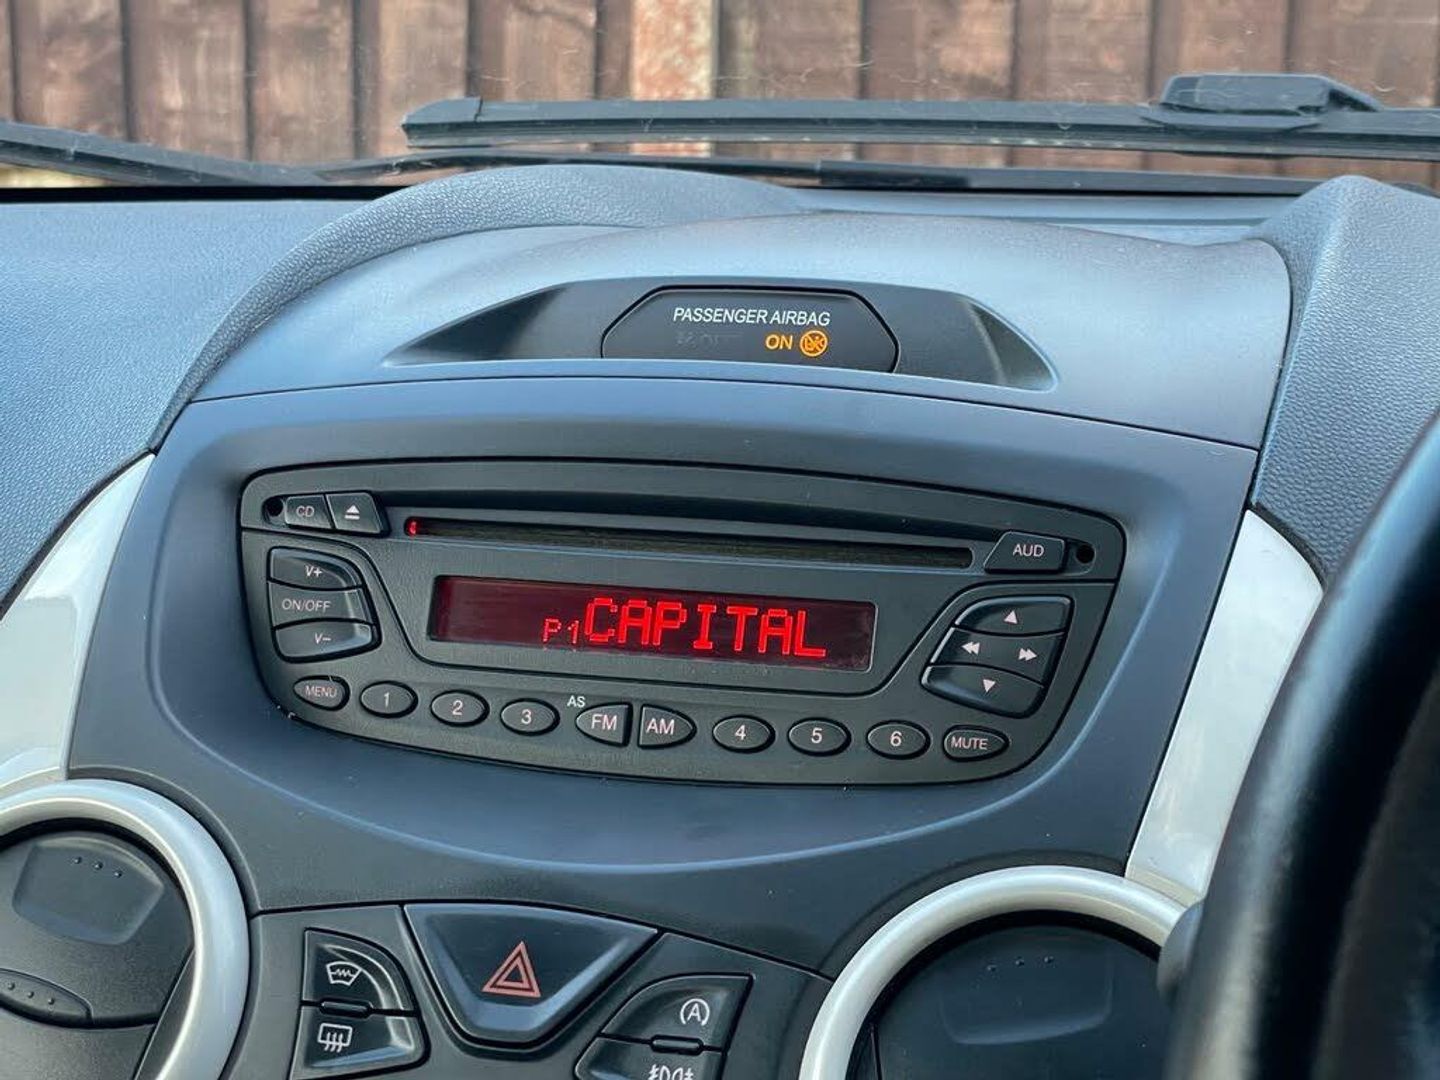 PASSENGER AIRBAG
OFF ON
CD
AUD
V+
ON/OFF
V-
P1 CAPITAL
MENU 1 2 3 AS FM AM 4 5 6 MUTE
A